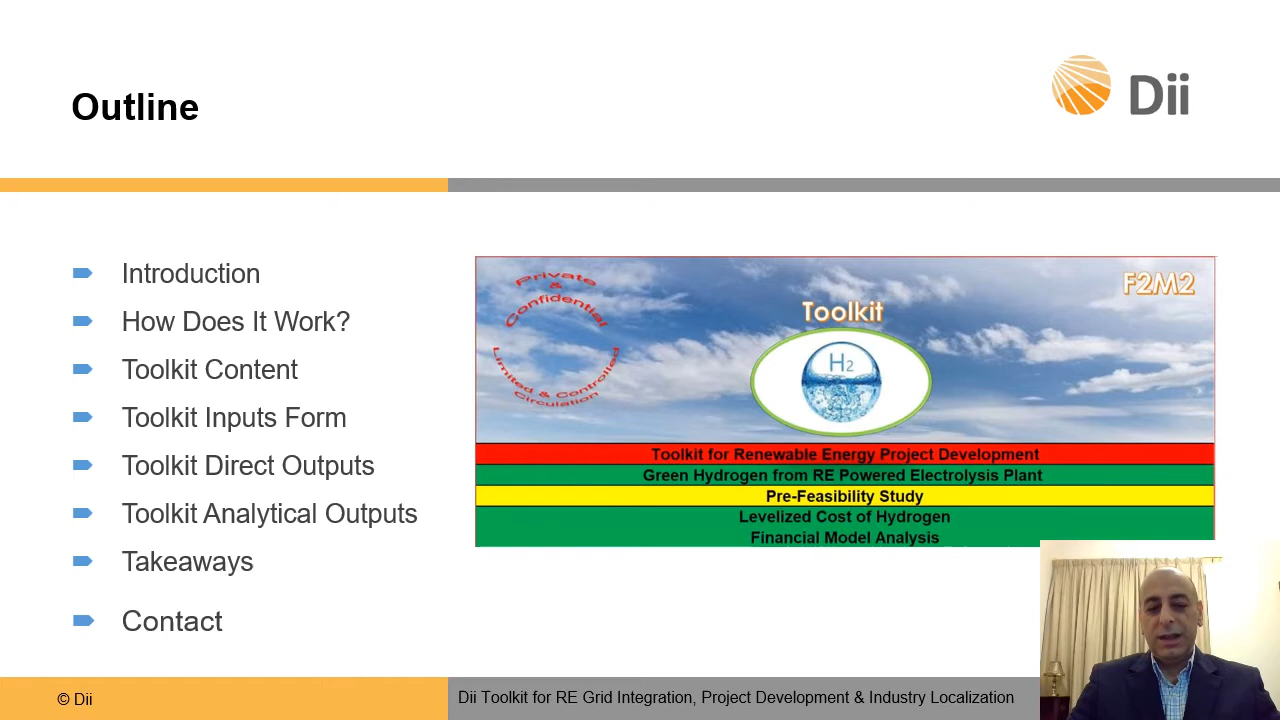 Outline
Dii
Introduction
How Does It Work?
Toolkit Content
Toolkit Inputs Form
Toolkit Direct Outputs
Toolkit Analytical Outputs
Takeaways
Contact
Private
&
Confidential
Limited & Controlled
Circulation
F2M2
Toolkit
H2
Toolkit for Renewable Energy Project Development
Green Hydrogen from RE Powered Electrolysis Plant
Pre-Feasibility Study
Levelized Cost of Hydrogen
Financial Model Analysis
© Dii
Dii Toolkit for RE Grid Integration, Project Development & Industry Localization